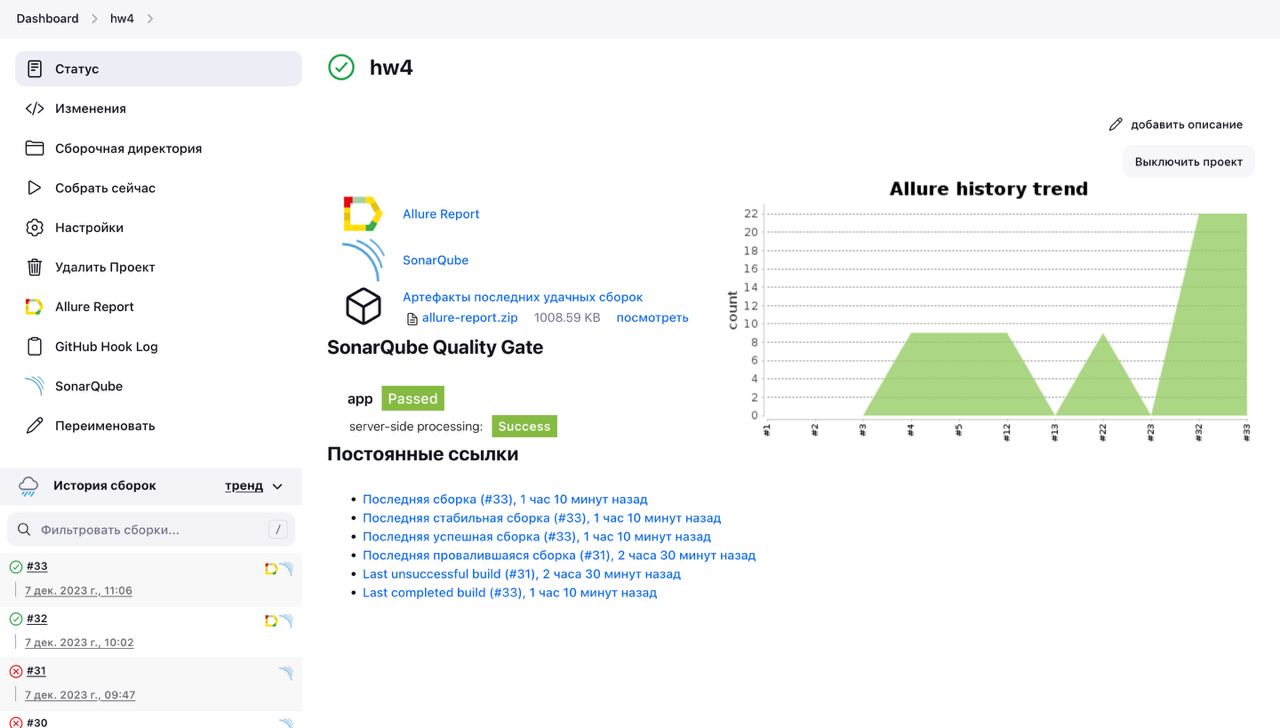 Dashboard
hw4
Статус
Изменения
Сборочная директория
Собрать сейчас
Настройки
Удалить Проект
Allure Report
GitHub Hook Log
SonarQube
Переименовать
История сборок
тренд
Фильтровать сборки...
/
#33
7 дек. 2023 г., 11:06
#32
7 дек. 2023 г., 10:02
#31
7 дек. 2023 г., 09:47
#30
hw4
добавить описание
Выключить проект
Allure Report
SonarQube
Артефакты последних удачных сборок
allure-report.zip 1008.59 KB посмотреть
SonarQube Quality Gate
app Passed
server-side processing: Success
Постоянные ссылки
Последняя сборка (#33), 1 час 10 минут назад
Последняя стабильная сборка (#33), 1 час 10 минут назад
Последняя успешная сборка (#33), 1 час 10 минут назад
Последняя провалившаяся сборка (#31), 2 часа 30 минут назад
Last unsuccessful build (#31), 2 часа 30 минут назад
Last completed build (#33), 1 час 10 минут назад
Allure history trend
count
22
20
18
16
14
12
10
8
6
4
2
0
#1
#2
#3
#4
#5
#12
#13
#22
#23
#32
#33